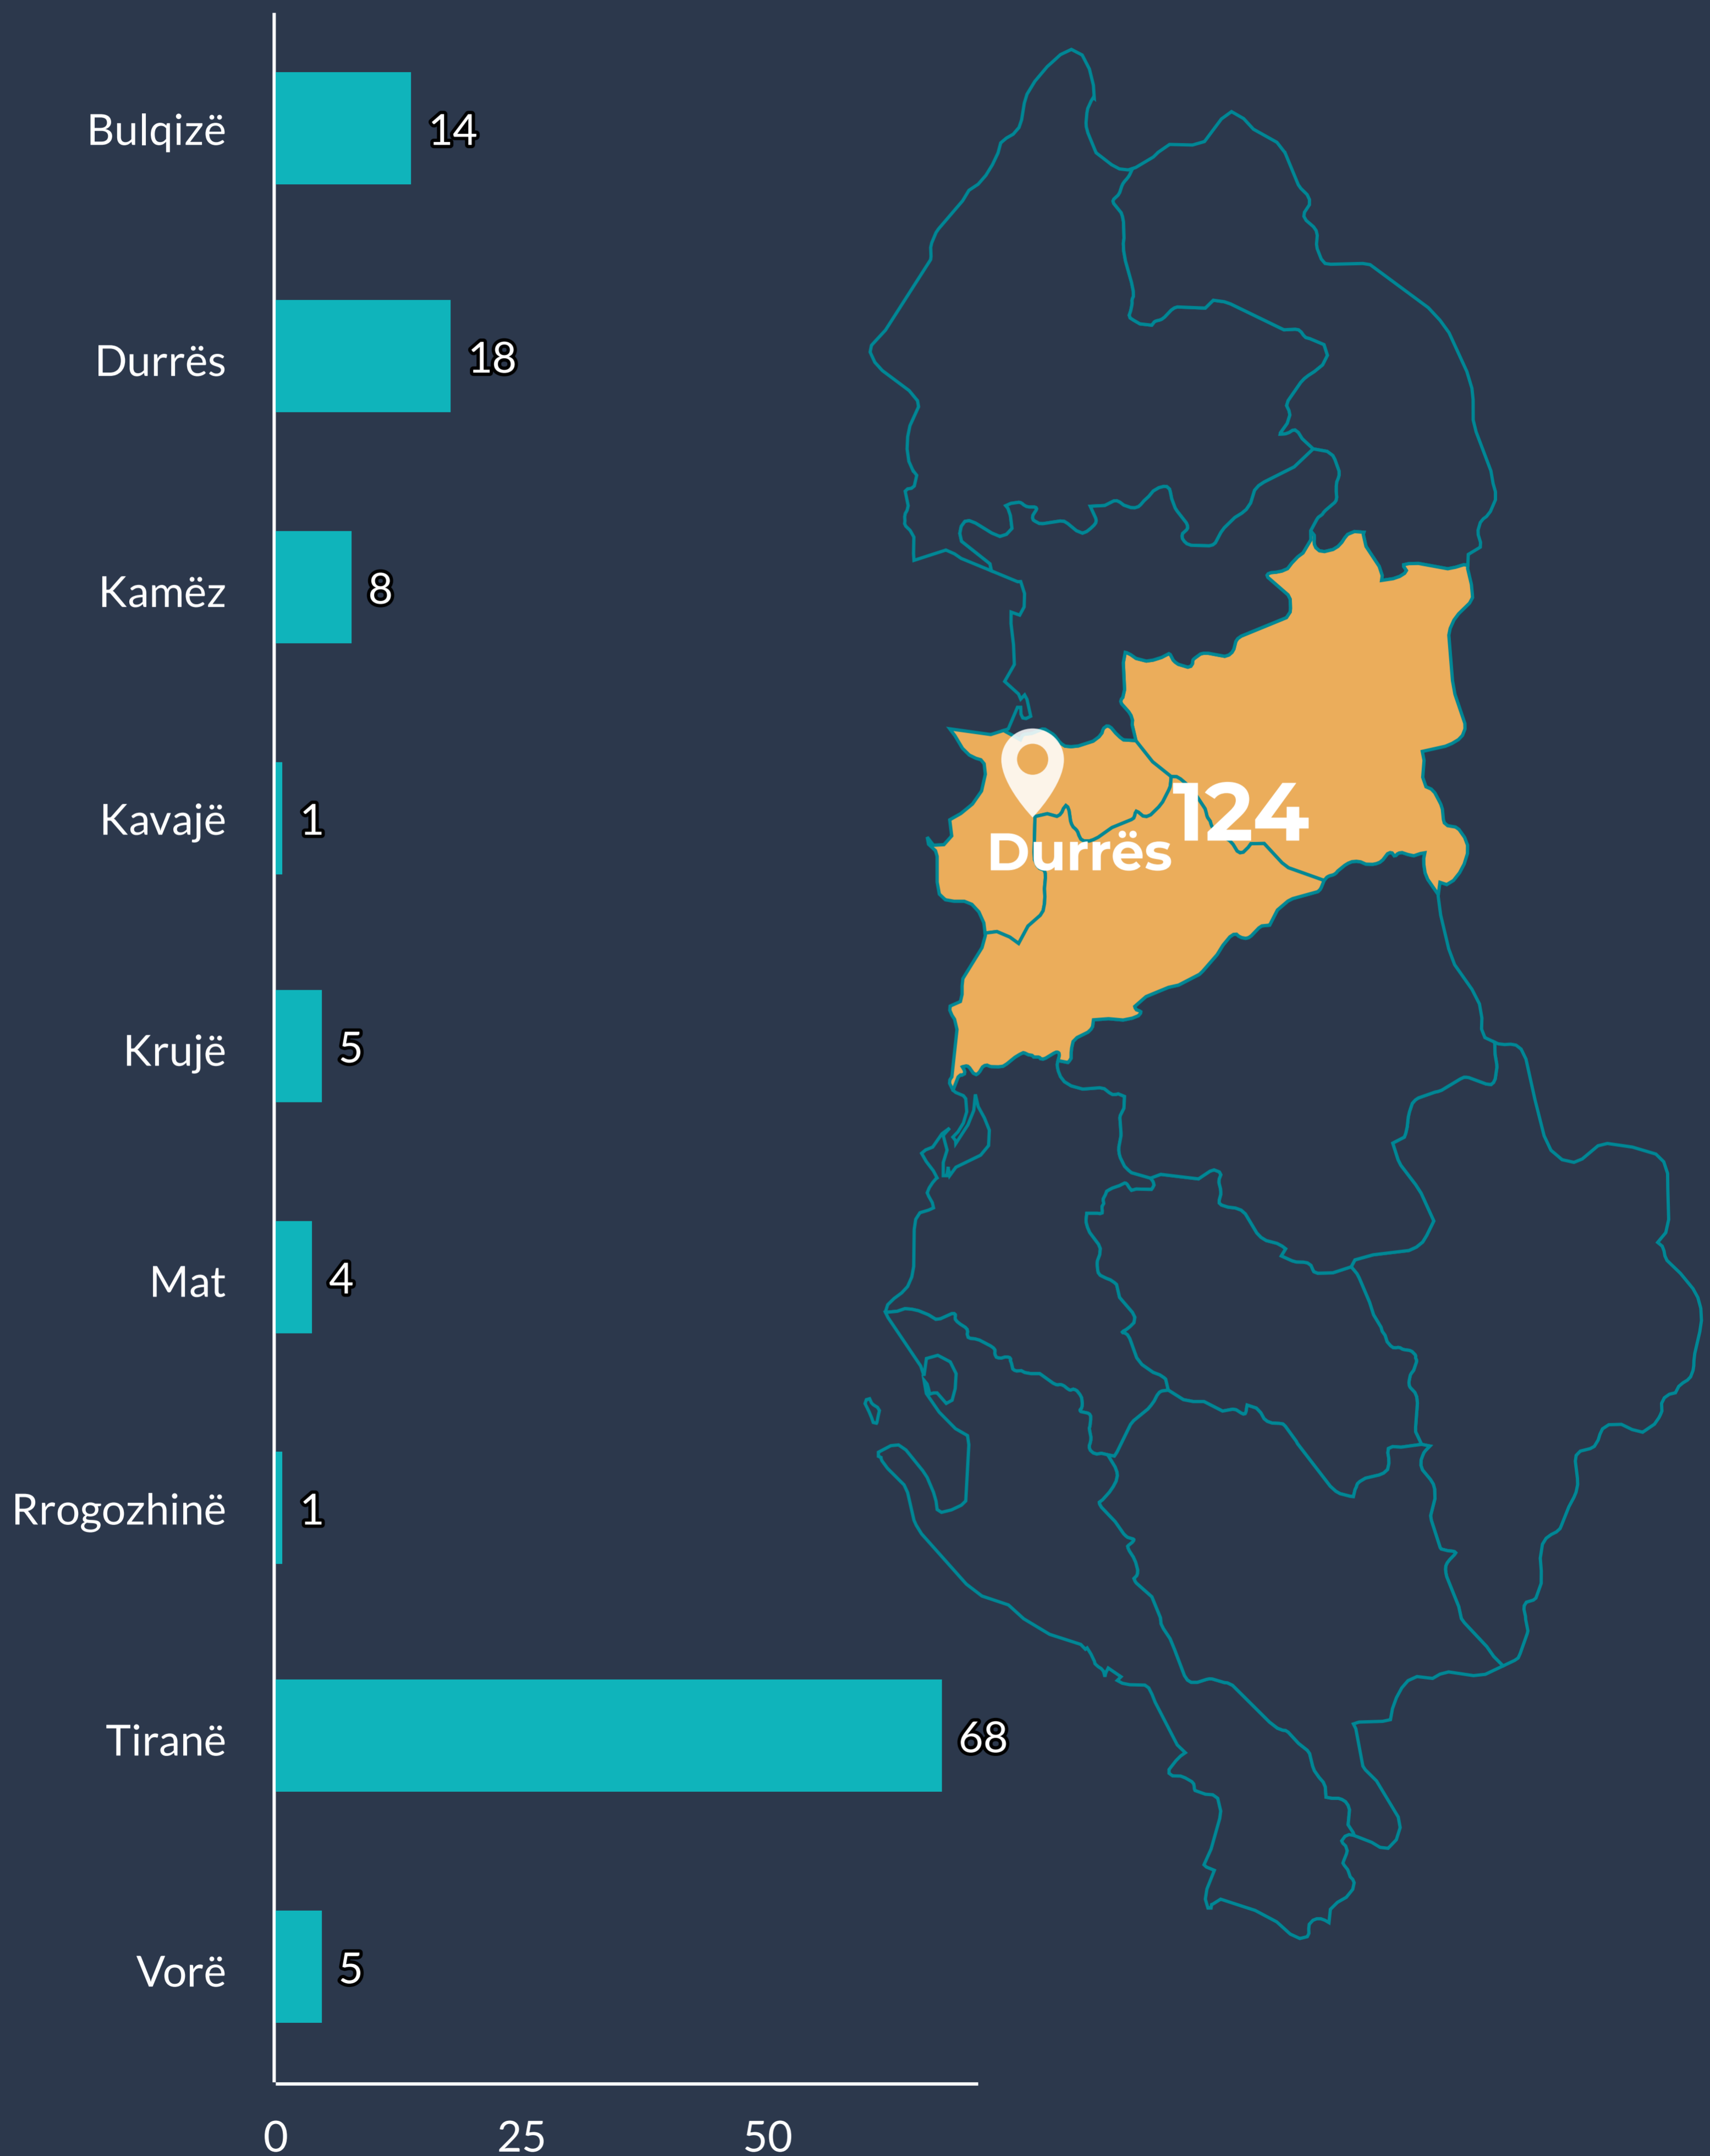 Bulqizë 14
Durrës 18
Kamëz 8
Kavajë 1
Krujë 5
Mat 4
Rrogozhinë 1
Tiranë 68
Vorë 5
0 25 50
124
Durrës